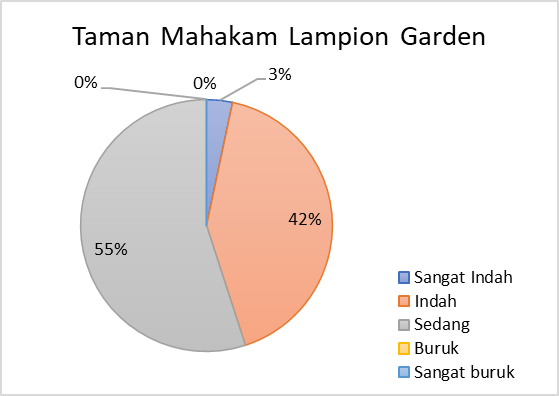 Taman Mahakam Lampion Garden
0%
0%
3%
42%
55%
Sangat Indah
Indah
Sedang
Buruk
Sangat buruk